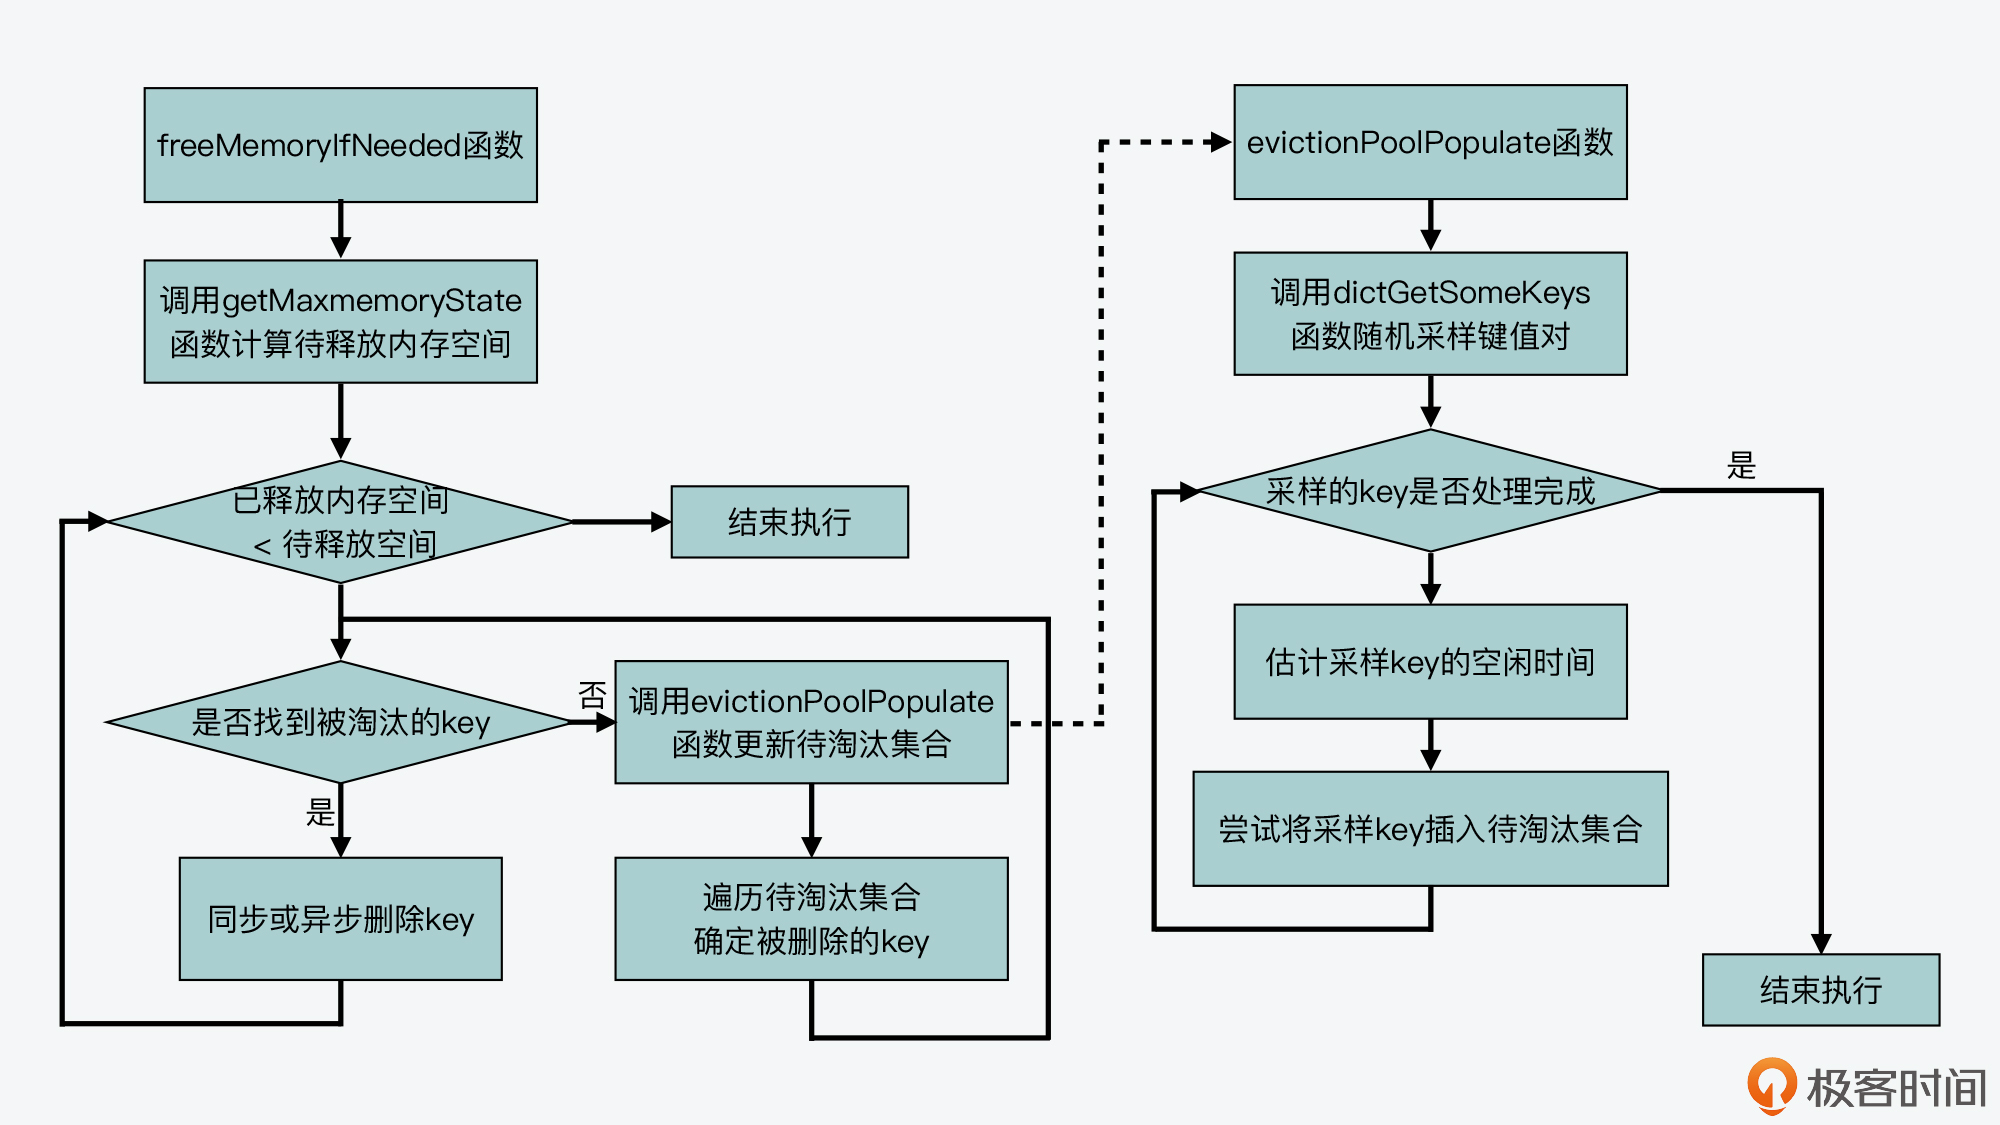 freeMemoryIfNeeded函数
调用getMaxmemoryState
函数计算待释放内存空间
已释放内存空间
< 待释放空间
结束执行
是否找到被淘汰的key
否
是
调用evictionPoolPopulate
函数更新待淘汰集合
同步或异步删除key
遍历待淘汰集合
确定被删除的key
evictionPoolPopulate函数
调用dictGetSomeKeys
函数随机采样键值对
采样的key是否处理完成
是
估计采样key的空闲时间
尝试将采样key插入待淘汰集合
结束执行
极客时间